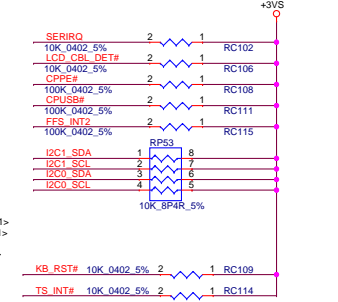 +3VS
SERIRQ 2 1
10K_0402_5% RC102
LCD_CBL_DET# 2 1
100K_0402_5% RC106
CPPE# 2 1
10K_0402_5% RC108
CPUSB# 2 1
100K_0402_5% RC111
FFS_INT2 2 1
100K_0402_5% RC115
RP53
I2C1_SDA 1 8
I2C1_SCL 2 7
I2C0_SDA 3 6
I2C0_SCL 4 5
10K_8P4R_5%
1>
1>
KB_RST# 10K_0402_5% 2 1 RC109
TS_INT# 10K_0402_5% 2 1 RC114